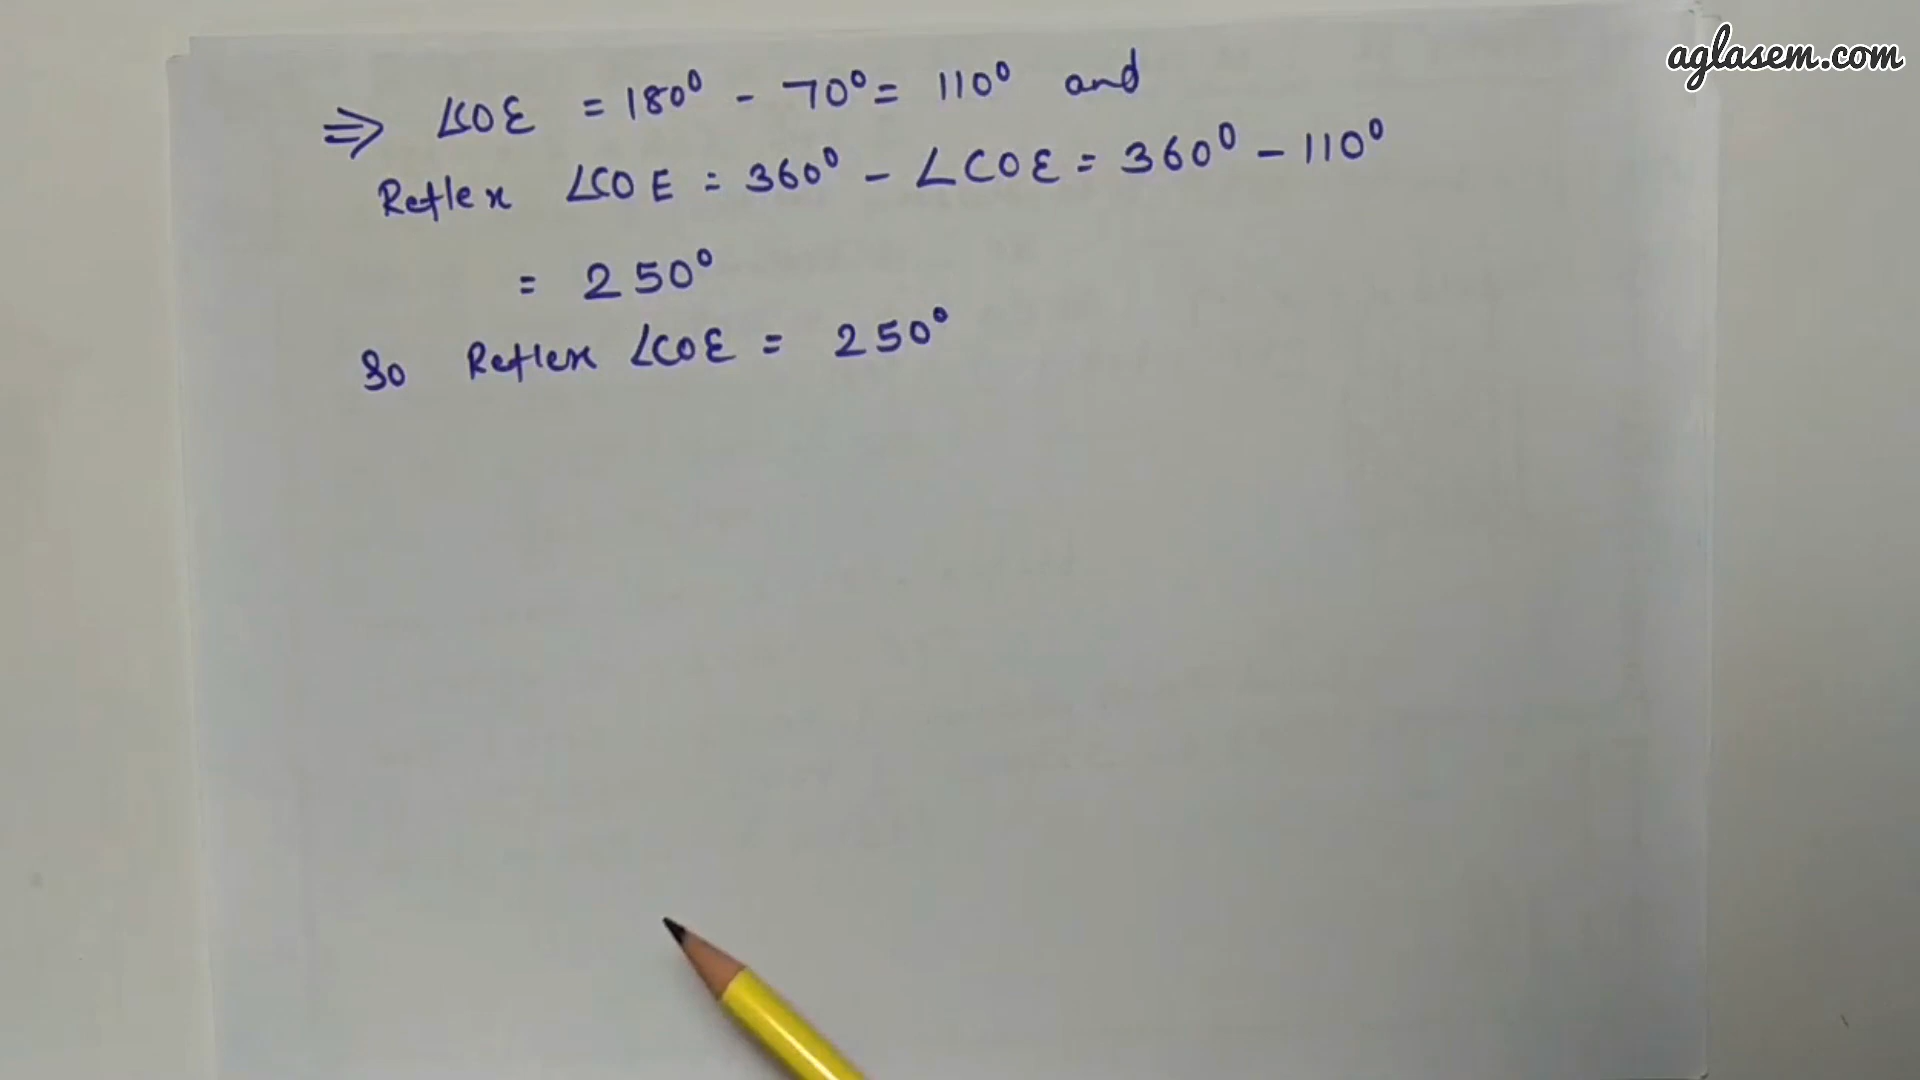 aglasem.com
⇒ ∠COE = 180° - 70° = 110° and
Reflex ∠COE = 360° - ∠COE = 360° - 110°
= 250°
So Reflex ∠COE = 250°